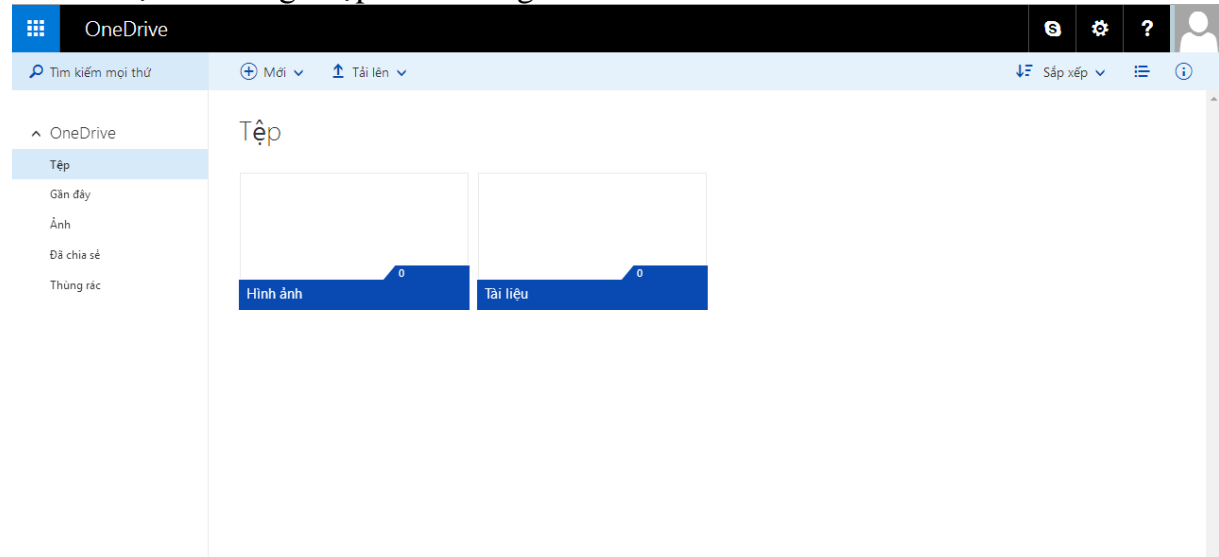 OneDrive
?
Tìm kiếm mọi thứ
Mới
Tải lên
Sắp xếp
OneDrive
Tệp
Gần đây
Ảnh
Đã chia sẻ
Thùng rác
Tệp
0
Hình ảnh
0
Tài liệu